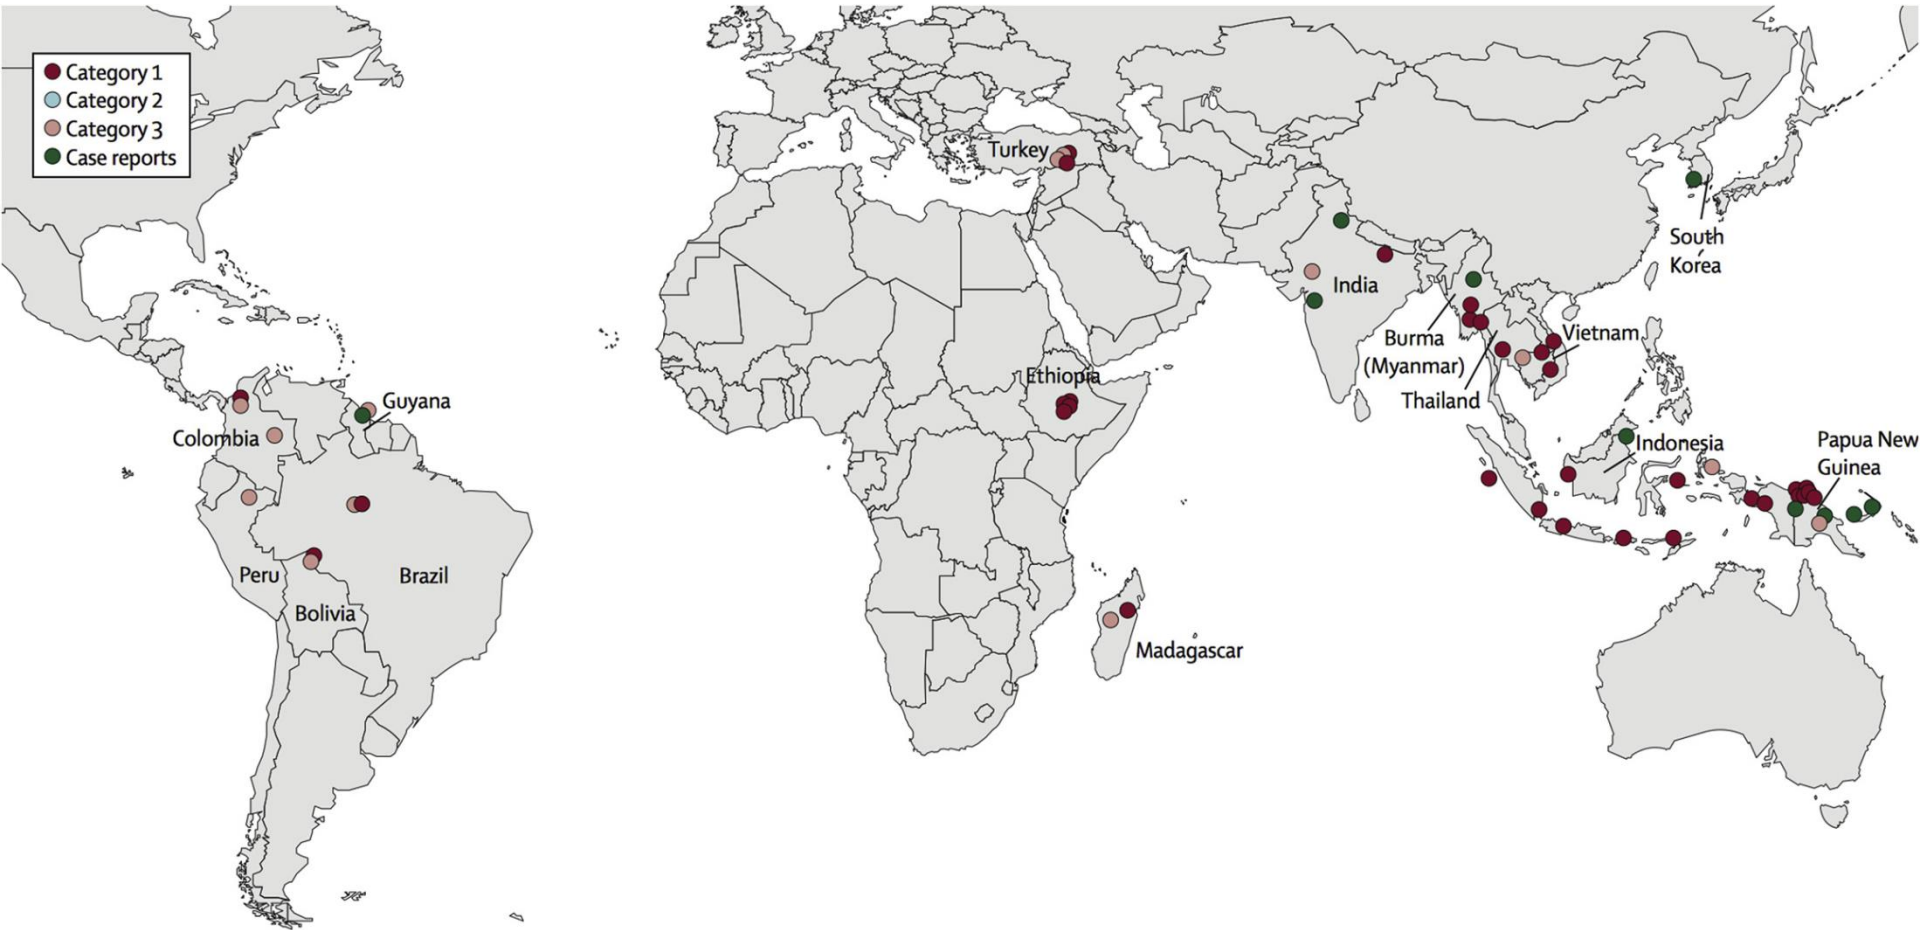 Category 1
Category 2
Category 3
Case reports
Turkey
South
Korea
India
Burma
(Myanmar)
Vietnam
Thailand
Ethiopia
Guyana
Colombia
Indonesia
Papua New
Guinea
Peru
Brazil
Bolivia
Madagascar